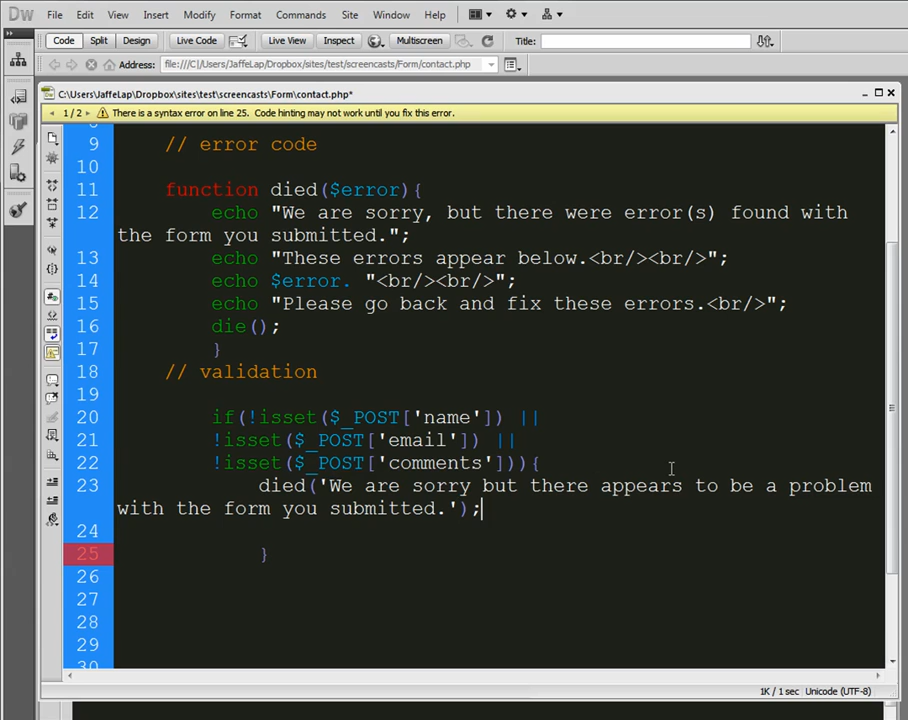 Dw File Edit View Insert Modify Format Commands Site Window Help
Code Split Design Live Code Live View Inspect Multiscreen Title:
Address: file:///C|/Users/JaffeLap/Dropbox/sites/test/screencasts/Form/contact.php
C:\Users\JaffeLap\Dropbox\sites\test\screencasts\Form\contact.php*
1 / 2 There is a syntax error on line 25. Code hinting may not work until you fix this error.
9 // error code
10
11 function died($error){
12 echo "We are sorry, but there were error(s) found with
the form you submitted.";
13 echo "These errors appear below.<br/><br/>";
14 echo $error. "<br/><br/>";
15 echo "Please go back and fix these errors.<br/>";
16 die();
17 }
18 // validation
19
20 if(!isset($_POST['name']) ||
21 !isset($_POST['email']) ||
22 !isset($_POST['comments'])){
23 died('We are sorry but there appears to be a problem
with the form you submitted.');
24
25 }
26
27
28
29
30
1K / 1 sec Unicode (UTF-8)